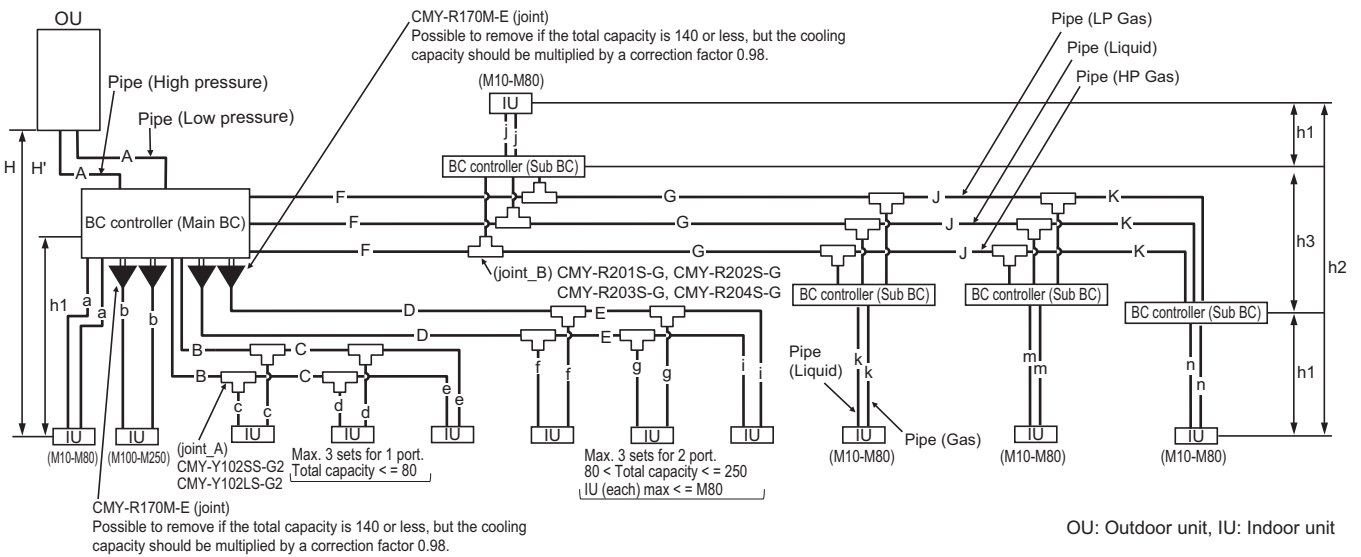 OU
CMY-R170M-E (joint)
Possible to remove if the total capacity is 140 or less, but the cooling
capacity should be multiplied by a correction factor 0.98.
Pipe (LP Gas)
Pipe (Liquid)
Pipe (HP Gas)
Pipe (High pressure)
Pipe (Low pressure)
(M10-M80)
IU
h1
j
j
H
H'
A
A
BC controller (Sub BC)
F
G
J
K
BC controller (Main BC)
F
G
J
K
h3
h2
F
G
J
K
(joint_B) CMY-R201S-G, CMY-R202S-G
CMY-R203S-G, CMY-R204S-G
BC controller (Sub BC)
BC controller (Sub BC)
BC controller (Sub BC)
h1
a
a
b
b
D
E
D
E
B
C
B
C
c
c
d
d
e
e
f
f
g
g
i
i
Pipe
(Liquid)
k
k
m
m
n
n
h1
Pipe (Gas)
IU
IU
IU
IU
IU
IU
IU
IU
IU
IU
IU
(M10-M80)
(M100-M250)
(joint_A)
CMY-Y102SS-G2
CMY-Y102LS-G2
Max. 3 sets for 1 port.
Total capacity < = 80
Max. 3 sets for 2 port.
80 < Total capacity < = 250
IU (each) max < = M80
(M10-M80)
(M10-M80)
(M10-M80)
CMY-R170M-E (joint)
Possible to remove if the total capacity is 140 or less, but the cooling
capacity should be multiplied by a correction factor 0.98.
OU: Outdoor unit, IU: Indoor unit